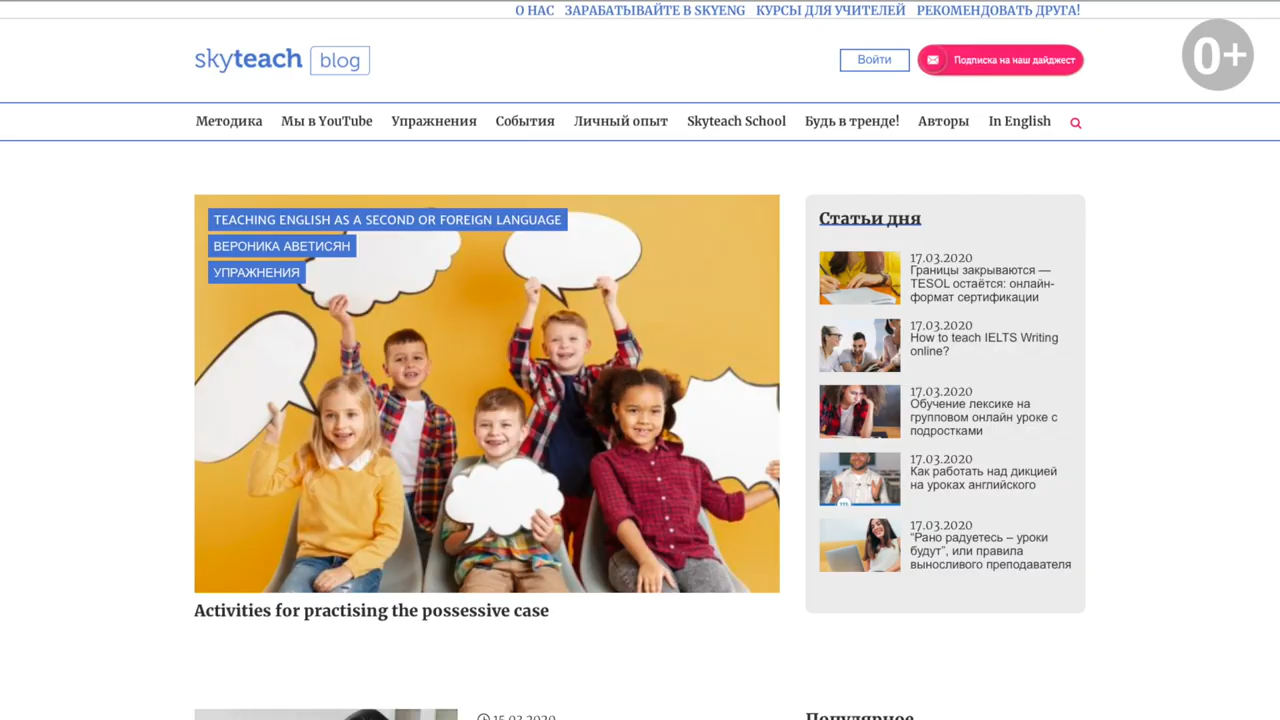 О НАС ЗАРАБАТЫВАЙТЕ В SKYENG КУРСЫ ДЛЯ УЧИТЕЛЕЙ РЕКОМЕНДОВАТЬ ДРУГА!
skyteach blog
Войти
Подписка на наш дайджест
0+
Методика Мы в YouTube Упражнения События Личный опыт Skyteach School Будь в тренде! Авторы In English
TEACHING ENGLISH AS A SECOND OR FOREIGN LANGUAGE
ВЕРОНИКА АВЕТИСЯН
УПРАЖНЕНИЯ
Activities for practising the possessive case
Статьи дня
17.03.2020
Границы закрываются —
TESOL остаётся: онлайн-
формат сертификации
17.03.2020
How to teach IELTS Writing
online?
17.03.2020
Обучение лексике на
групповом онлайн уроке с
подростками
17.03.2020
Как работать над дикцией
на уроках английского
17.03.2020
“Рано радуетесь – уроки
будут”, или правила
выносливого преподавателя
15.03.2020
Популярное